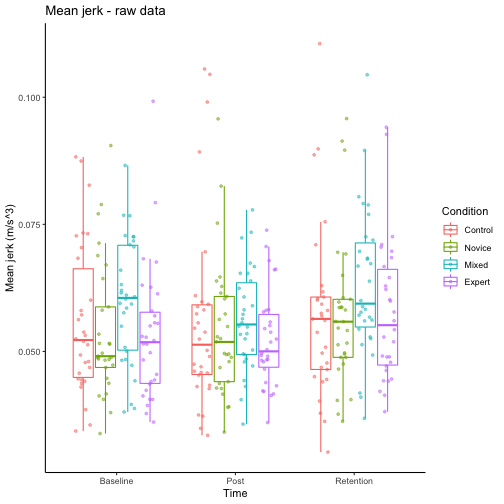 Mean jerk - raw data
Mean jerk (m/s^3)
0.100
0.075
0.050
Baseline
Post
Retention
Time
Condition
Control
Novice
Mixed
Expert